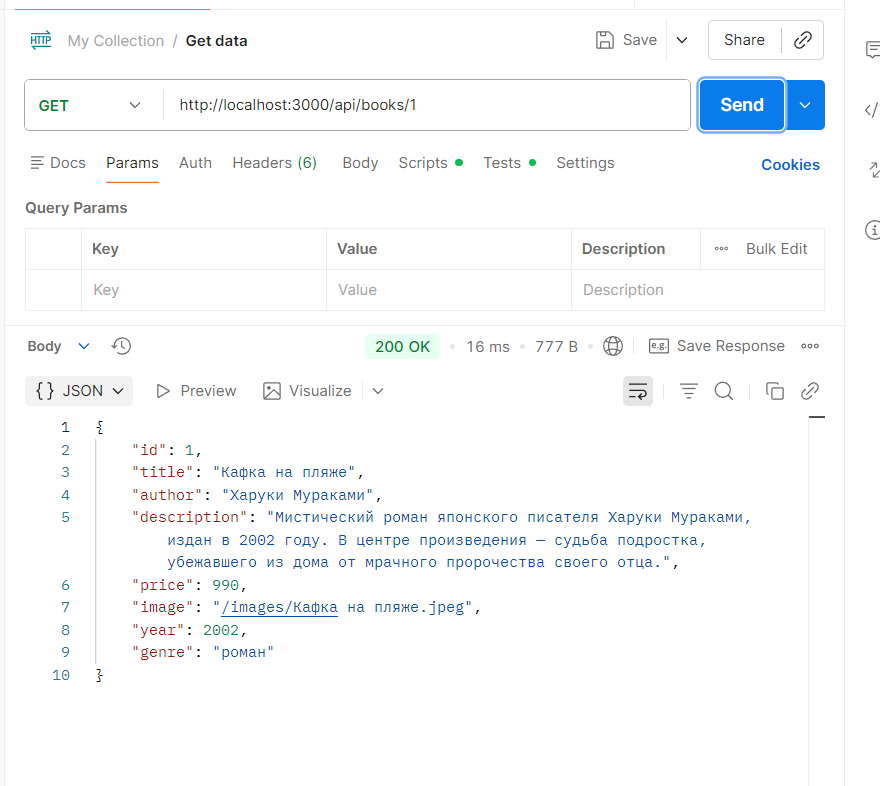 HTTP My Collection / Get data Save Share
GET http://localhost:3000/api/books/1 Send
Docs Params Auth Headers (6) Body Scripts Tests Settings Cookies
Query Params
Key Value Description Bulk Edit
Key Value Description
Body 200 OK 16 ms 777 B e.g. Save Response
{} JSON Preview Visualize
1 {
2 "id": 1,
3 "title": "Кафка на пляже",
4 "author": "Харуки Мураками",
5 "description": "Мистический роман японского писателя Харуки Мураками,
издан в 2002 году. В центре произведения — судьба подростка,
убежавшего из дома от мрачного пророчества своего отца.",
6 "price": 990,
7 "image": "/images/Кафка на пляже.jpeg",
8 "year": 2002,
9 "genre": "роман"
10 }